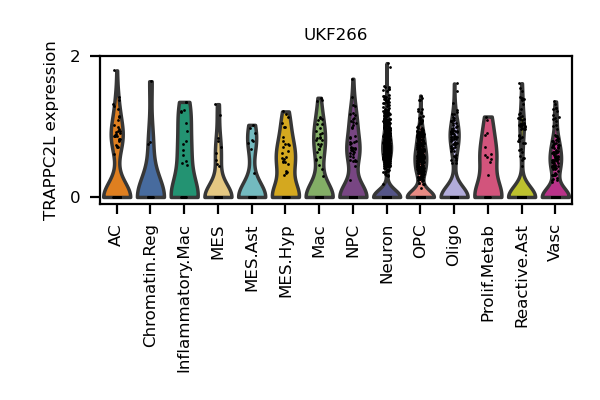 UKF266
TRAPPC2L expression
2
0
AC
Chromatin.Reg
Inflammatory.Mac
MES
MES.Ast
MES.Hyp
Mac
NPC
Neuron
OPC
Oligo
Prolif.Metab
Reactive.Ast
Vasc